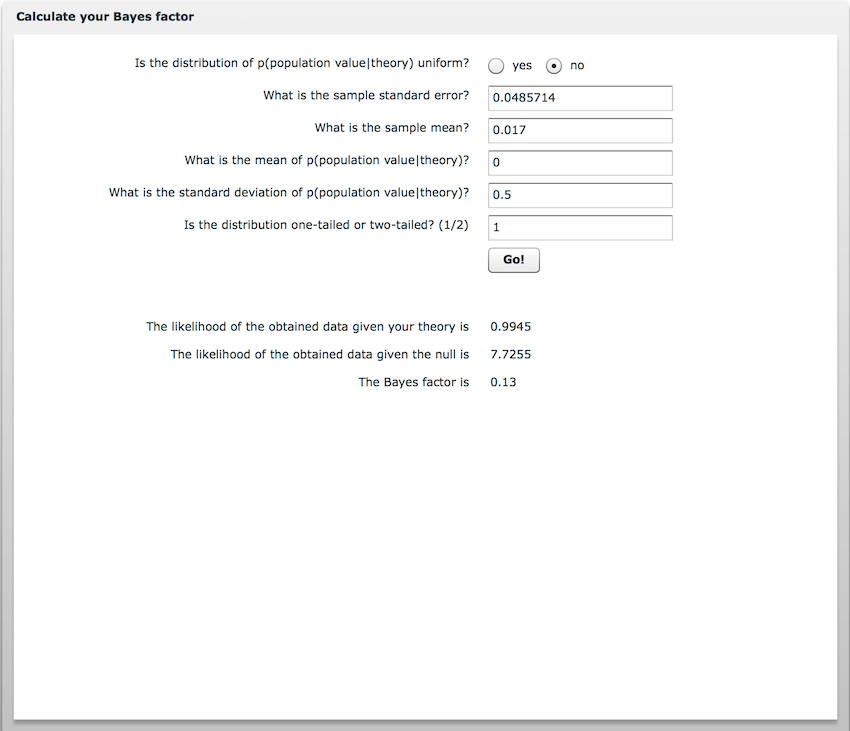 Calculate your Bayes factor
Is the distribution of p(population value|theory) uniform? yes no
What is the sample standard error? 0.0485714
What is the sample mean? 0.017
What is the mean of p(population value|theory)? 0
What is the standard deviation of p(population value|theory)? 0.5
Is the distribution one-tailed or two-tailed? (1/2) 1
Go!
The likelihood of the obtained data given your theory is 0.9945
The likelihood of the obtained data given the null is 7.7255
The Bayes factor is 0.13